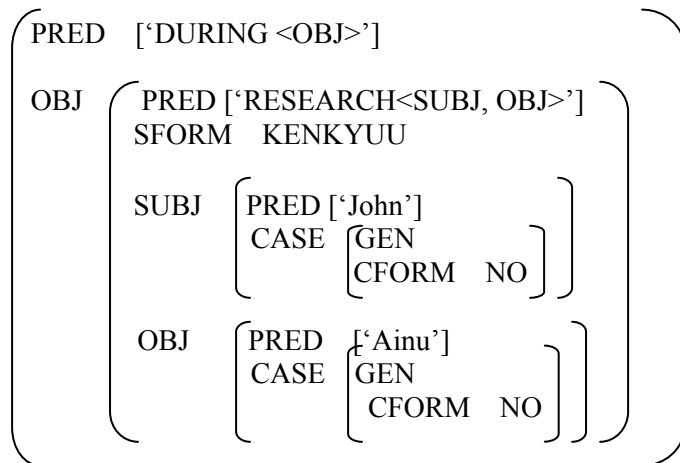 PRED [‘DURING <OBJ>’]
OBJ PRED [‘RESEARCH<SUBJ, OBJ>’]
SFORM KENKYUU
SUBJ PRED [‘John’]
CASE GEN
CFORM NO
OBJ PRED [‘Ainu’]
CASE GEN
CFORM NO